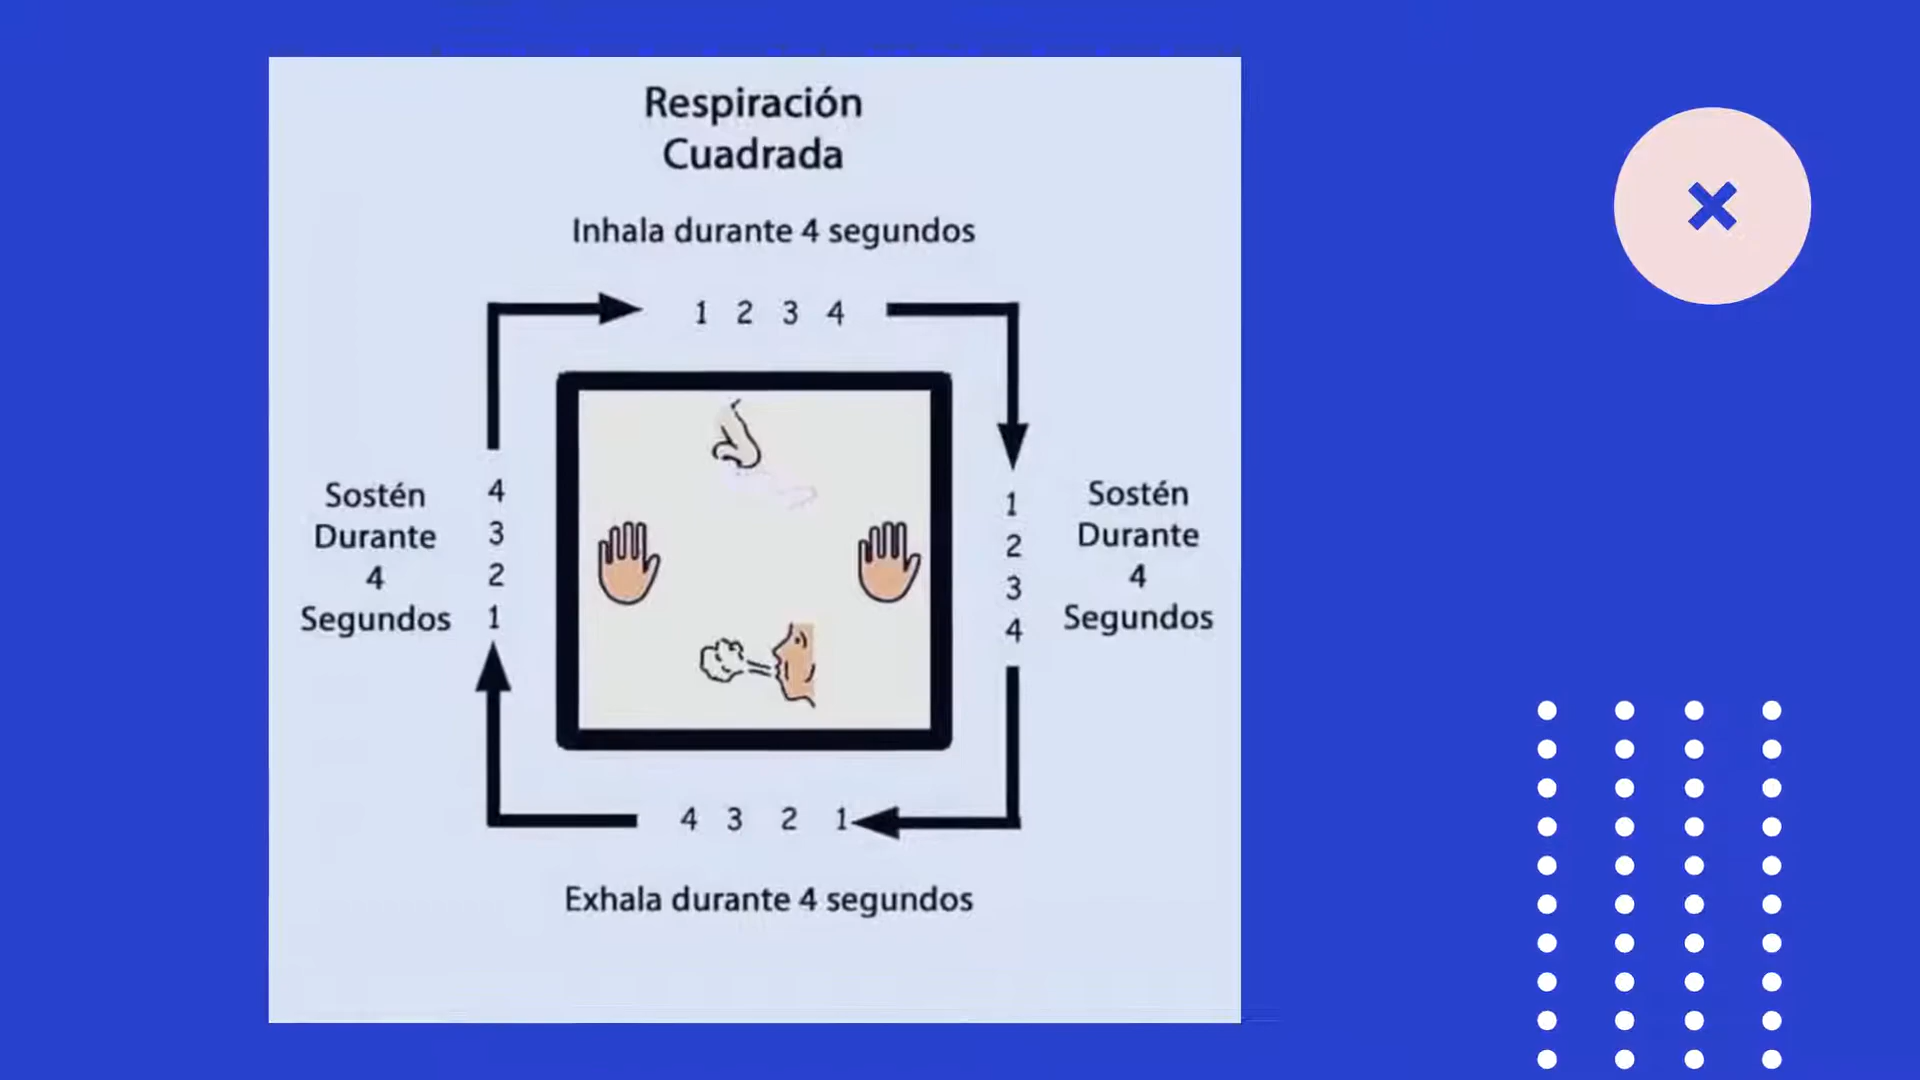 Respiración
Cuadrada
Inhala durante 4 segundos
1 2 3 4
Sostén
Durante
4
Segundos
4
3
2
1
1
2
3
4
Sostén
Durante
4
Segundos
4 3 2 1
Exhala durante 4 segundos